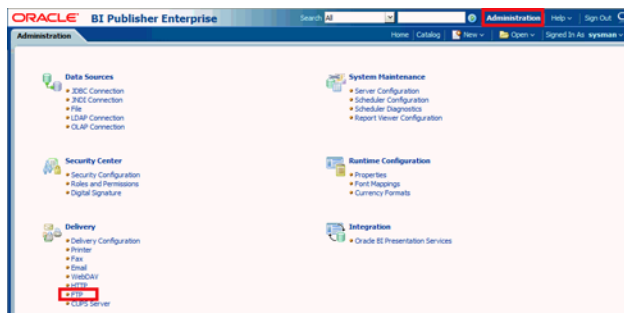 ORACLE BI Publisher Enterprise
Search All Administration Help Sign Out
Administration
Home Catalog New Open Signed In As sysman
Data Sources
JDBC Connection
JNDI Connection
File
LDAP Connection
OLAP Connection
System Maintenance
Server Configuration
Scheduler Configuration
Scheduler Diagnostics
Report Viewer Configuration
Security Center
Security Configuration
Roles and Permissions
Digital Signature
Runtime Configuration
Properties
Font Mappings
Currency Formats
Delivery
Delivery Configuration
Printer
Fax
Email
WebDAV
HTTP
FTP
CUPS Server
Integration
Oracle BI Presentation Services